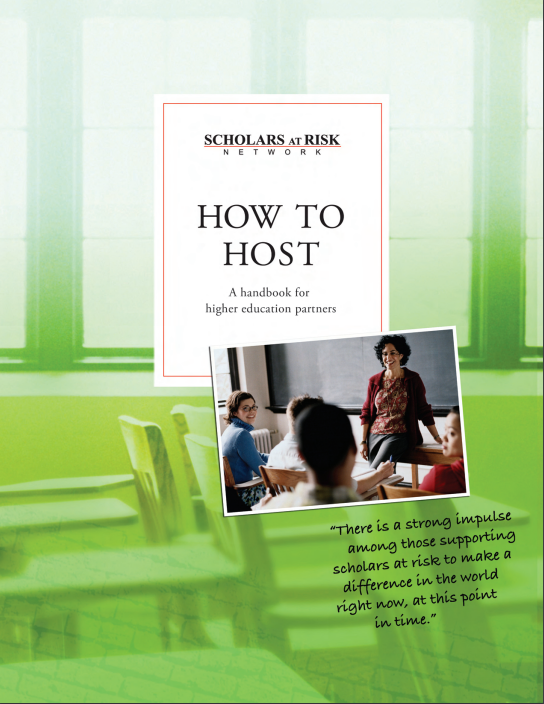 SCHOLARS AT RISK
NETWORK
HOW TO
HOST
A handbook for
higher education partners
“There is a strong impulse
among those supporting
scholars at risk to make a
difference in the world
right now, at this point
in time.”